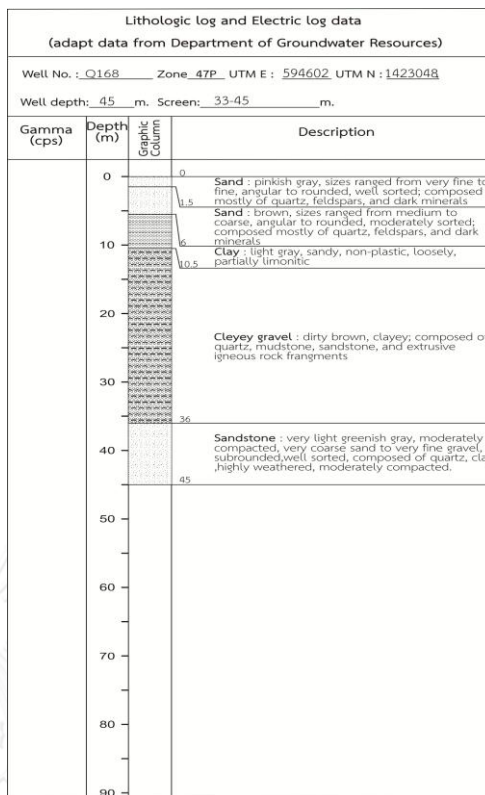 Lithologic log and Electric log data
(adapt data from Department of Groundwater Resources)
Well No. : Q168 Zone 47P UTM E : 594602 UTM N : 1423048
Well depth: 45 m. Screen: 33-45 m.
Gamma (cps) Depth (m) Graphic Column Description
0
0
Sand : pinkish gray, sizes ranged from very fine to
fine, angular to rounded, well sorted; composed
mostly of quartz, feldspars, and dark minerals
1.5
Sand : brown, sizes ranged from medium to
coarse, angular to rounded, moderately sorted;
composed mostly of quartz, feldspars, and dark
minerals
6
10
Clay : light gray, sandy, non-plastic, loosely,
partially limonitic
10.5
20
Cleyey gravel : dirty brown, clayey; composed o
quartz, mudstone, sandstone, and extrusive
igneous rock frangments
30
36
Sandstone : very light greenish gray, moderately
compacted, very coarse sand to very fine gravel,
subrounded,well sorted, composed of quartz, cla
,highly weathered, moderately compacted.
40
45
50
60
70
80
90